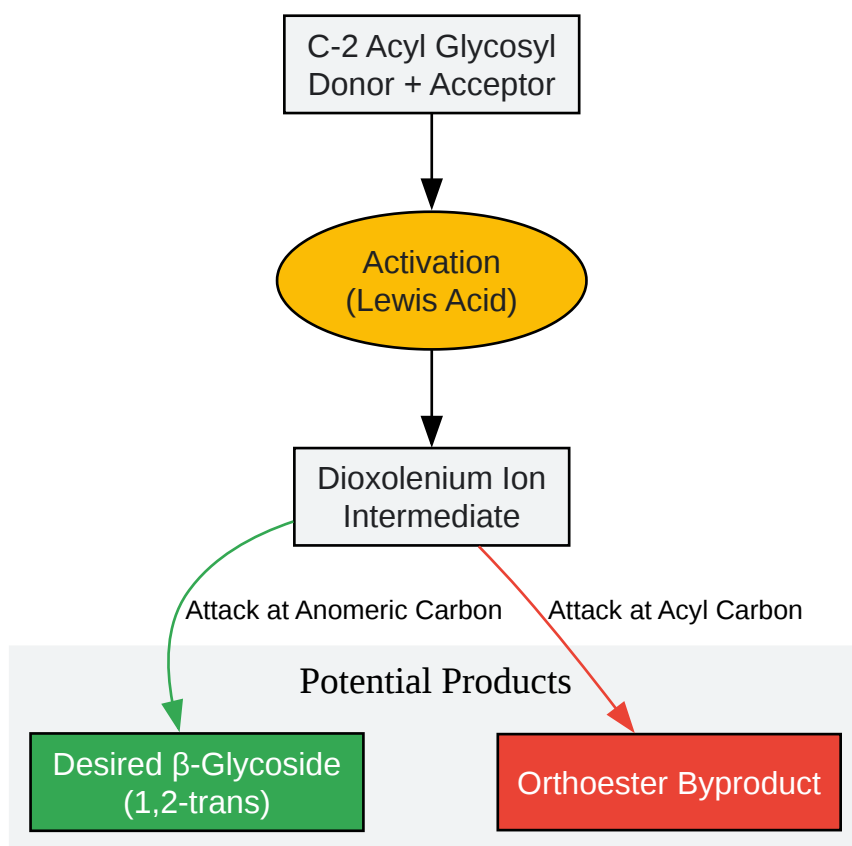 C-2 Acyl Glycosyl
Donor + Acceptor
Activation
(Lewis Acid)
Dioxolenium Ion
Intermediate
Attack at Anomeric Carbon
Attack at Acyl Carbon
Potential Products
Desired β-Glycoside
(1,2-trans)
Orthoester Byproduct